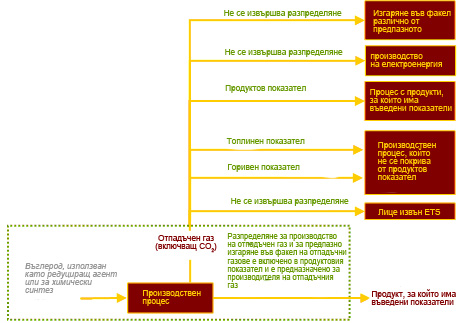 Не се извършва разпределяне
Изгаряне във факел
различно от
предпазното
Не се извършва разпределяне
производство
на електроенергия
Продуктов показател
Процес с продукти,
за които има
въведени показатели
Топлинен показател
Производствен
процес, който
не се покрива
от продуктов
показател
Горивен показател
Не се извършва разпределяне
Лице извън ETS
Отпадъчен газ
(включващ CO2)
Разпределяне за производство
на отпадъчен газ и за предпазно
изгаряне във факел на отпадъчни
газове е включено в продуктовия
показател и е предназначено за
производителя на отпадъчния
газ
Въглерод, използван
като редуциращ агент
или за химически
синтез
Производствен
процес
Продукт, за който има
въведени показатели